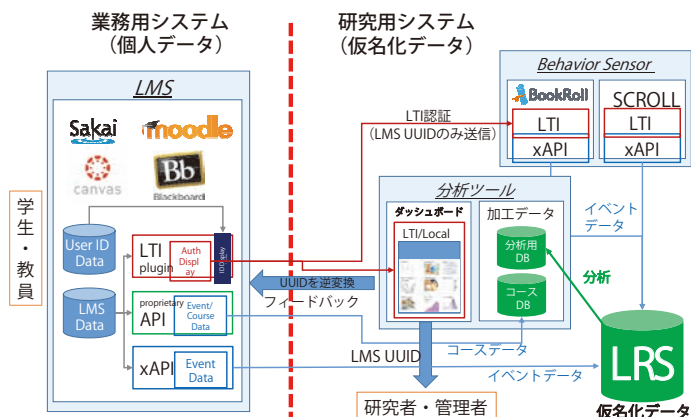 業務用システム
（個人データ）
研究用システム
（仮名化データ）
LMS
Sakai
moodle
canvas
Bb
Blackboard
学生・教員
User ID
Data
LTI
plugin
Auth
Displ
ay
LMS
Data
proprietary
API
Event/
Course
Data
xAPI
Event
Data
Behavior Sensor
BookRoll
LTI
xAPI
SCROLL
LTI
xAPI
LTI認証
（LMS UUIDのみ送信）
分析ツール
ダッシュボード
LTI/Local
加工データ
分析用
DB
コース
DB
イベント
データ
分析
UUIDを逆変換
フィードバック
LMS UUID
コースデータ
イベントデータ
LRS
仮名化データ
研究者・管理者